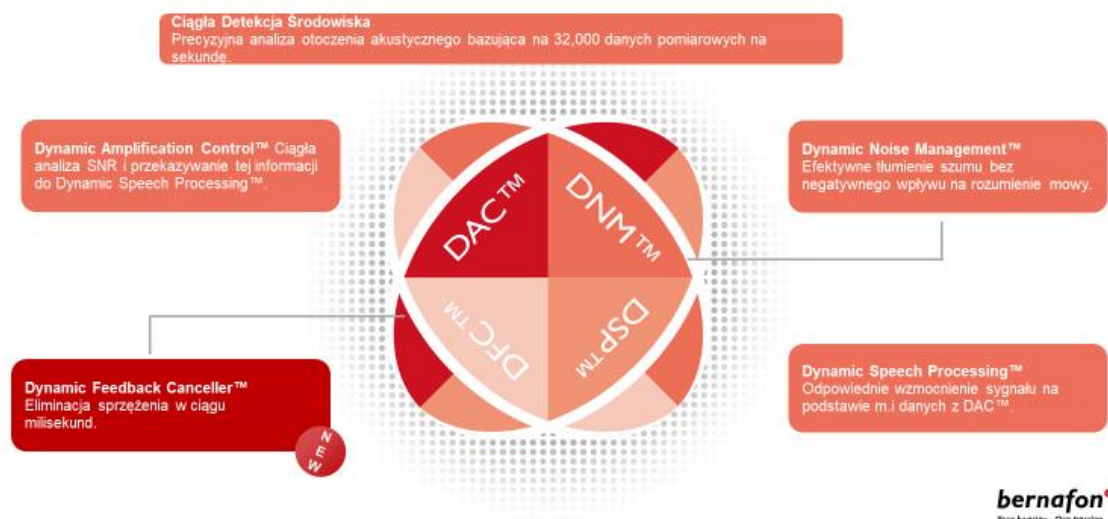 Ciągła Detekcja Środowiska
Precyzyjna analiza otoczenia akustycznego bazująca na 32,000 danych pomiarowych na
sekundę.
Dynamic Amplification Control™ Ciągła
analiza SNR i przekazywanie tej informacji
do Dynamic Speech Processing™.
Dynamic Noise Management™
Efektywne tłumienie szumu bez
negatywnego wpływu na rozumienie mowy.
DAC™
DNM™
DFC™
DSP™
Dynamic Feedback Canceller™
Eliminacja sprzężenia w ciągu
milisekund.
NEW
Dynamic Speech Processing™
Odpowiednie wzmocnienie sygnału na
podstawie m.i danych z DAC™.
bernafon